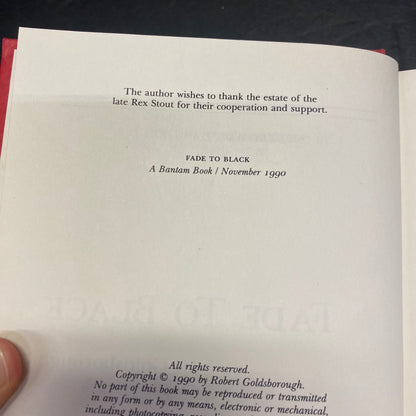 The author wishes to thank the estate of the
late Rex Stout for their cooperation and support.
FADE TO BLACK
A Bantam Book / November 1990
All rights reserved.
Copyright © 1990 by Robert Goldsborough.
No part of this book may be reproduced or transmitted
in any form or by any means, electronic or mechanical,
including photocopying,